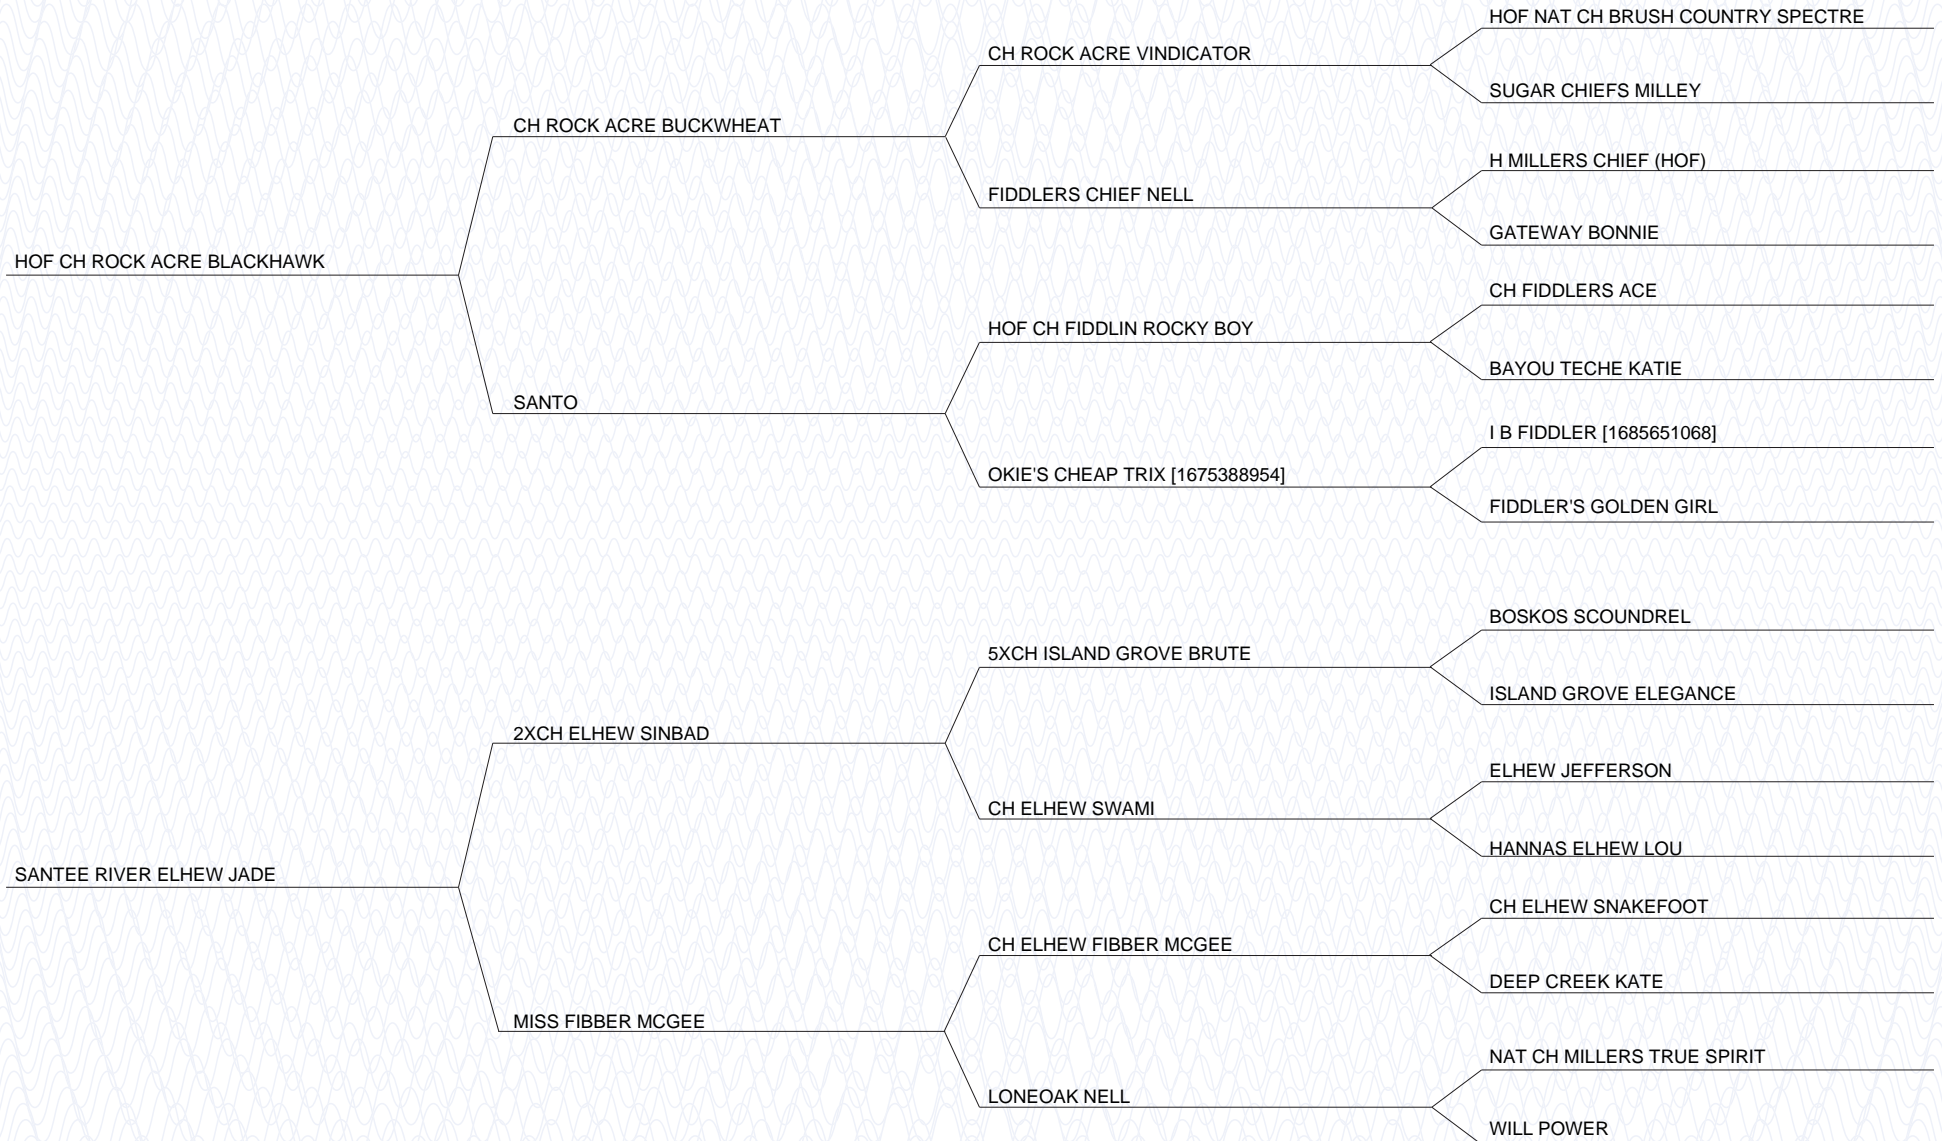 HOF NAT CH BRUSH COUNTRY SPECTRE
CH ROCK ACRE VINDICATOR
SUGAR CHIEFS MILLEY
CH ROCK ACRE BUCKWHEAT
H MILLERS CHIEF (HOF)
FIDDLERS CHIEF NELL
GATEWAY BONNIE
HOF CH ROCK ACRE BLACKHAWK
CH FIDDLERS ACE
HOF CH FIDDLIN ROCKY BOY
BAYOU TECHE KATIE
SANTO
I B FIDDLER [1685651068]
OKIE'S CHEAP TRIX [1675388954]
FIDDLER'S GOLDEN GIRL
BOSKOS SCOUNDREL
5XCH ISLAND GROVE BRUTE
ISLAND GROVE ELEGANCE
2XCH ELHEW SINBAD
ELHEW JEFFERSON
CH ELHEW SWAMI
HANNAS ELHEW LOU
SANTEE RIVER ELHEW JADE
CH ELHEW SNAKEFOOT
CH ELHEW FIBBER MCGEE
DEEP CREEK KATE
MISS FIBBER MCGEE
NAT CH MILLERS TRUE SPIRIT
LONEOAK NELL
WILL POWER